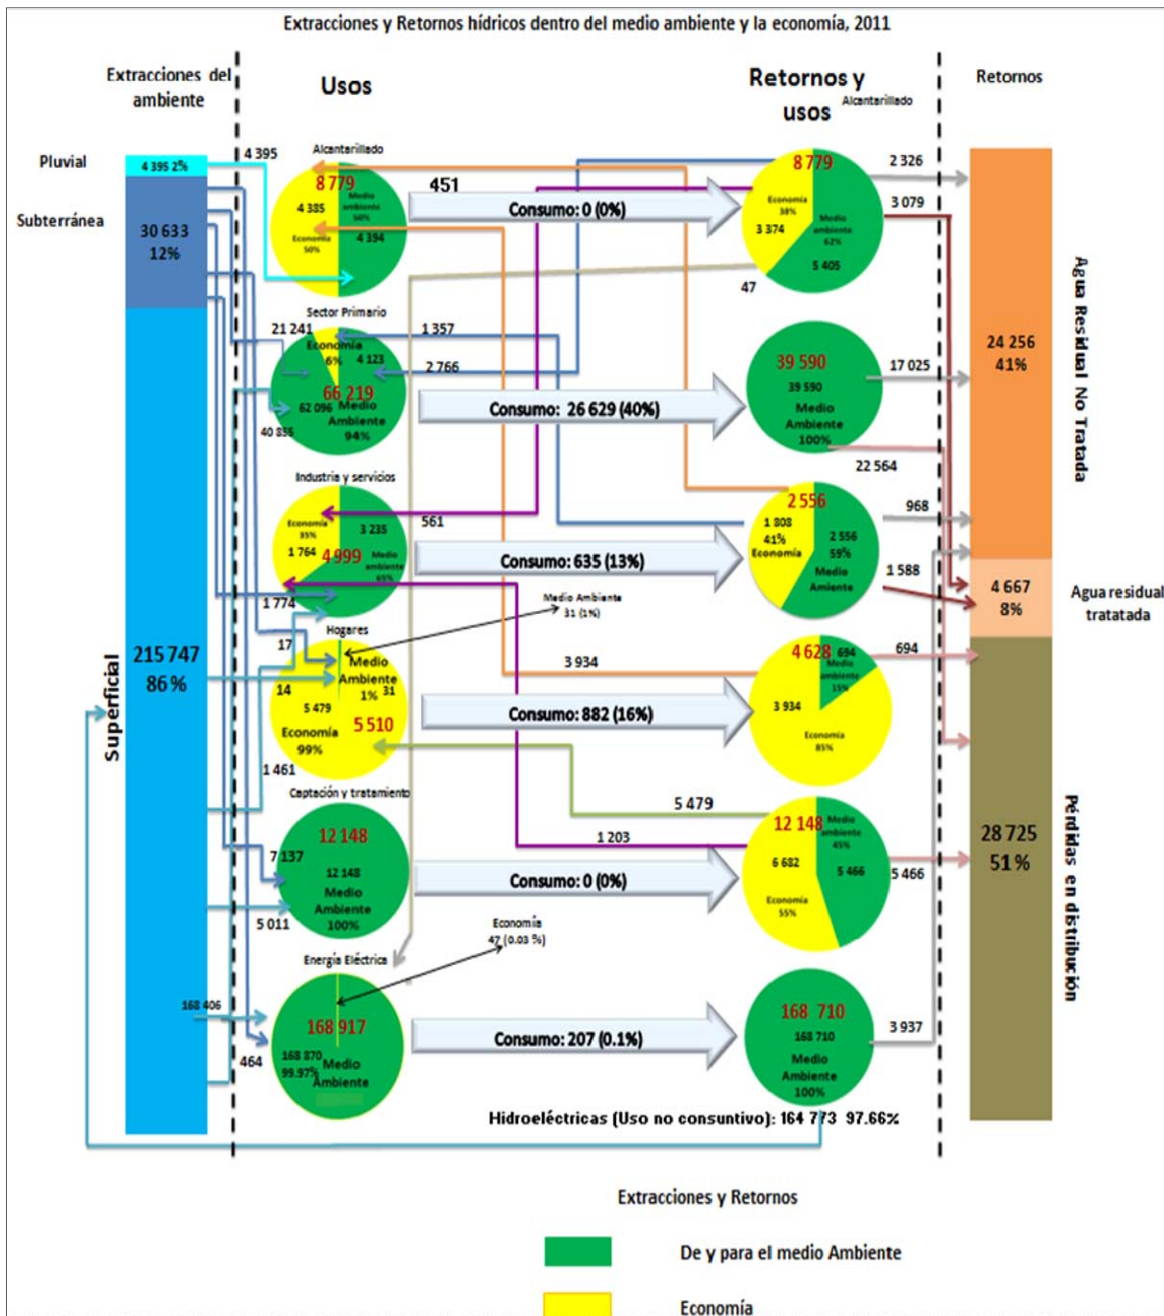 Extracciones y Retornos hídricos dentro del medio ambiente y la economía, 2011
Extracciones del
ambiente
Usos
Retornos y
usos
Alcantarillado
Retornos
Pluvial
4 395 2%
4 395
Subterránea
30 633
12%
Superficial
215 747
86%
Alcantarillado
8 779
Medio
ambiente
50%
4 385
4 394
Economía
50%
451
Consumo: 0 (0%)
8 779
Economía
38%
3 374
Medio
ambiente
62%
5 405
2 326
3 079
47
Sector Primario
21 241
1 357
Economía
6%
4 123
2 766
66 219
62 096
Medio
Ambiente
94%
40 855
Consumo: 26 629 (40%)
39 590
39 590
Medio
Ambiente
100%
17 025
22 564
Industria y servicios
561
Economía
35%
3 235
1 764
4 999
Medio
ambiente
65%
1 774
Consumo: 635 (13%)
2 556
1 808
41%
Economía
2 556
59%
Medio
Amiente
968
1 588
Medio Ambiente
31 (1%)
17
Hogares
Medio
Ambiente
1%
31
14
5 479
5 510
Economía
99%
1 461
3 934
Consumo: 882 (16%)
4 628
694
Medio
ambiente
15%
3 934
Economía
85%
694
Captación y tratamiento
12 148
7 137
12 148
Medio
Ambiente
100%
5 011
5 479
1 203
Consumo: 0 (0%)
12 148
Medio
ambiente
45%
6 682
5 466
Economía
55%
5 466
Economía
47 (0.03 %)
Energía Eléctrica
168 406
168 917
168 870
99.97%
Medio
Ambiente
464
Consumo: 207 (0.1%)
168 710
168 710
Medio
Ambiente
100%
3 937
Hidroeléctricas (Uso no consuntivo): 164 773 97.66%
24 256
41%
Agua Residual No Tratada
4 667
8%
Agua residual
tratatada
28 725
51%
Pérdidas en distribución
Extracciones y Retornos
De y para el medio Ambiente
Economía